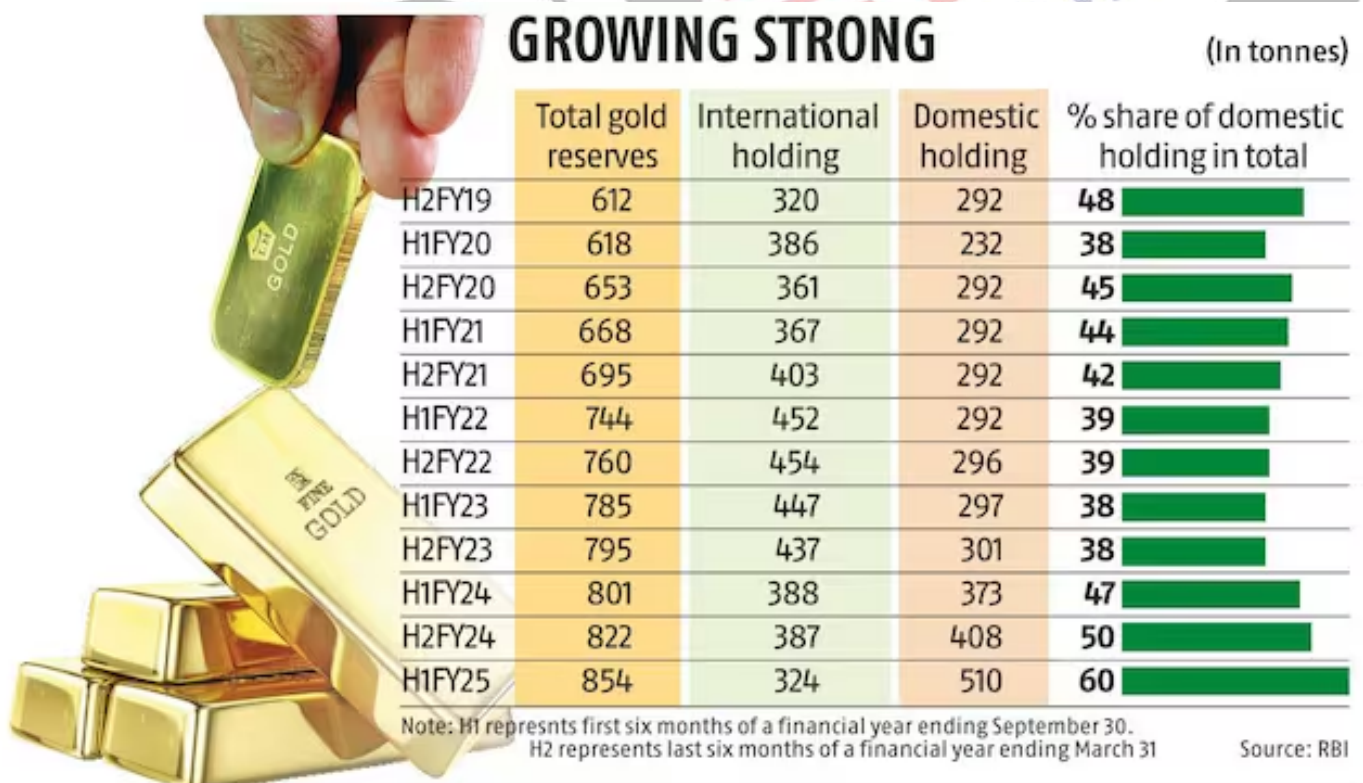 GROWING STRONG
(In tonnes)
Total gold reserves International holding Domestic holding % share of domestic holding in total
H2FY19 612 320 292 48
H1FY20 618 386 232 38
H2FY20 653 361 292 45
H1FY21 668 367 292 44
H2FY21 695 403 292 42
H1FY22 744 452 292 39
H2FY22 760 454 296 39
H1FY23 785 447 297 38
H2FY23 795 437 301 38
H1FY24 801 388 373 47
H2FY24 822 387 408 50
H1FY25 854 324 510 60
Note: H1 represnts first six months of a financial year ending September 30.
H2 represents last six months of a financial year ending March 31
Source: RBI
GOLD
FINE
GOLD